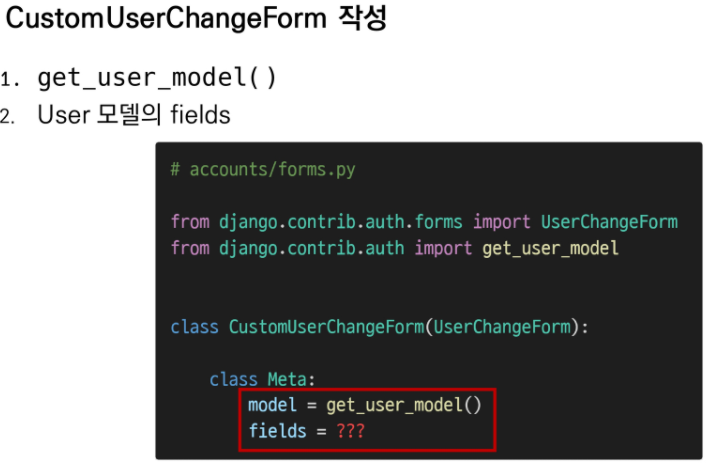 CustomUserChangeForm 작성
1. get_user_model()
2. User 모델의 fields
# accounts/forms.py
from django.contrib.auth.forms import UserChangeForm
from django.contrib.auth import get_user_model
class CustomUserChangeForm(UserChangeForm):
class Meta:
model = get_user_model()
fields = ???